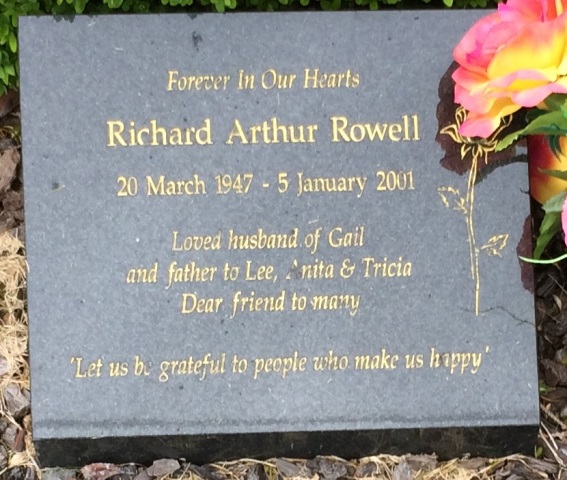 Forever In Our Hearts
Richard Arthur Rowell
20 March 1947 - 5 January 2001
Loved husband of Gail
and father to Lee, Anita & Tricia
Dear friend to many
'Let us be grateful to people who make us happy'